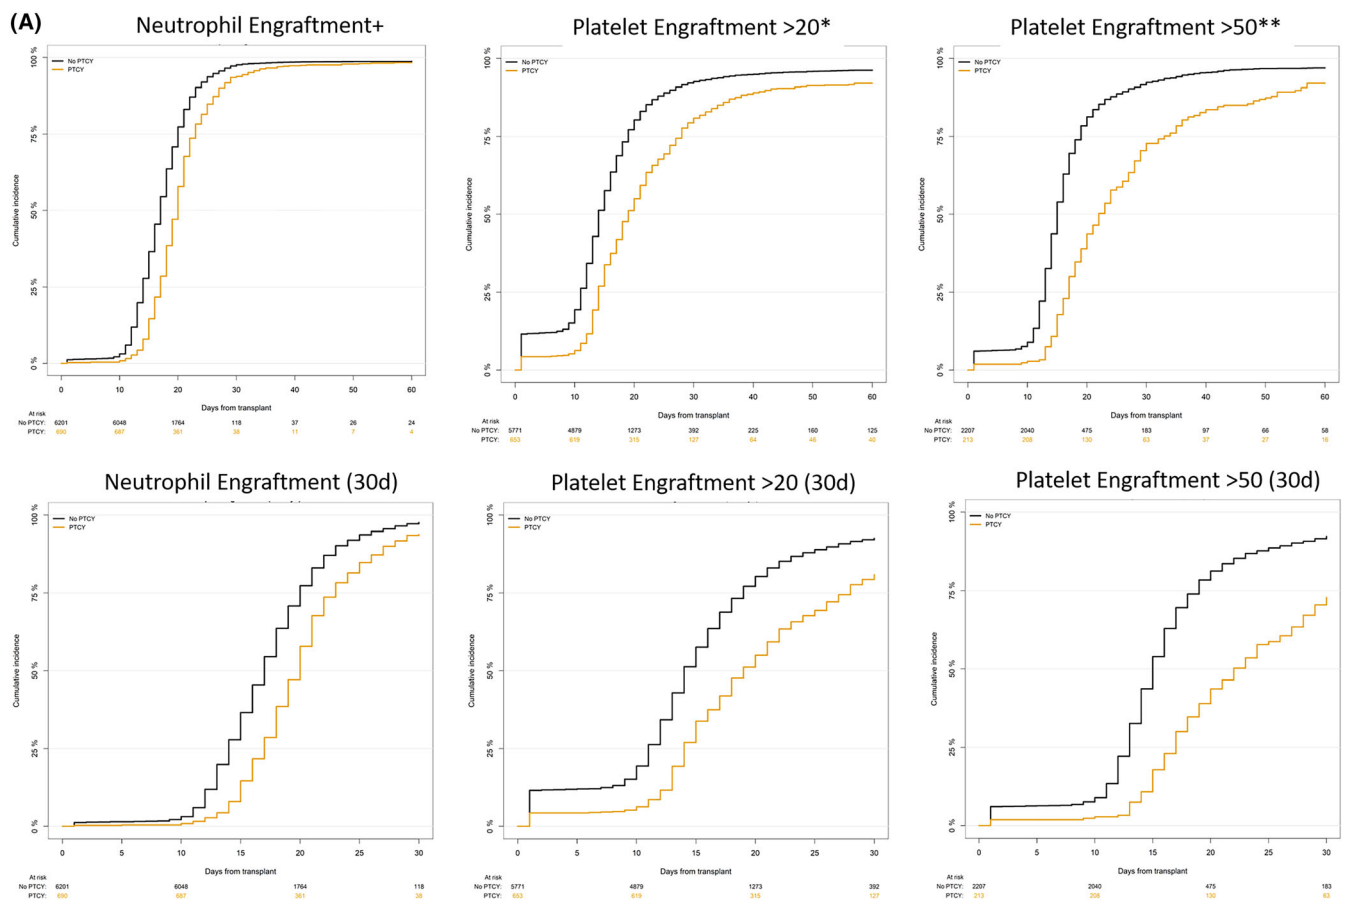 (A)
Neutrophil Engraftment+
No PTCY
PTCY
Cumulative incidence
100 %
75 %
50 %
25 %
0 %
0 10 20 30 40 50 60
Days from transplant
At risk
No PTCY: 6201 6048 1764 118 37 26 24
PTCY: 690 687 361 38 11 7 4
Platelet Engraftment >20*
No PTCY
PTCY
Cumulative incidence
100 %
75 %
50 %
25 %
0 %
0 10 20 30 40 50 60
Days from transplant
At risk
No PTCY: 5771 4879 1273 392 225 160 125
PTCY: 653 619 315 127 64 46 40
Platelet Engraftment >50**
No PTCY
PTCY
Cumulative incidence
100 %
75 %
50 %
25 %
0 %
0 10 20 30 40 50 60
Days from transplant
At risk
No PTCY: 2207 2040 475 183 97 66 58
PTCY: 213 208 130 63 37 27 16
Neutrophil Engraftment (30d)
No PTCY
PTCY
Cumulative incidence
100 %
75 %
50 %
25 %
0 %
0 5 10 15 20 25 30
Days from transplant
At risk
No PTCY: 6201 6048 1764 118
PTCY: 690 687 361 38
Platelet Engraftment >20 (30d)
No PTCY
PTCY
Cumulative incidence
100 %
75 %
50 %
25 %
0 %
0 5 10 15 20 25 30
Days from transplant
At risk
No PTCY: 5771 4879 1273 392
PTCY: 653 619 315 127
Platelet Engraftment >50 (30d)
No PTCY
PTCY
Cumulative incidence
100 %
75 %
50 %
25 %
0 %
0 5 10 15 20 25 30
Days from transplant
At risk
No PTCY: 2207 2040 475 183
PTCY: 213 208 130 63